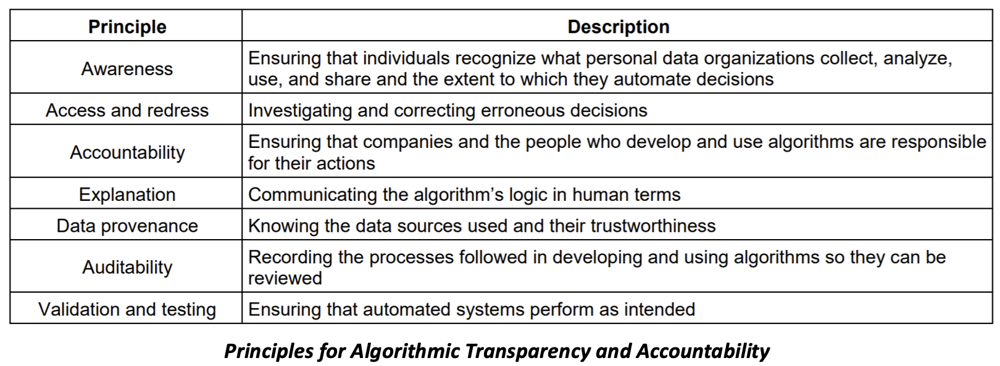 Principle Description
Awareness
Ensuring that individuals recognize what personal data organizations collect, analyze,
use, and share and the extent to which they automate decisions
Access and redress Investigating and correcting erroneous decisions
Accountability
Ensuring that companies and the people who develop and use algorithms are responsible
for their actions
Explanation Communicating the algorithm’s logic in human terms
Data provenance Knowing the data sources used and their trustworthiness
Auditability
Recording the processes followed in developing and using algorithms so they can be
reviewed
Validation and testing Ensuring that automated systems perform as intended
Principles for Algorithmic Transparency and Accountability